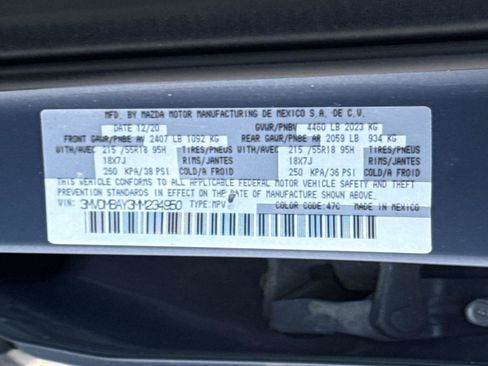 MFD. BY MAZDA MOTOR MANUFACTURING DE MEXICO S.A. DE C.V.
DATE 12/20 GVWR/PNBV 4460 LB 2023 KG
FRONT GAWR/PNBE AV 2407 LB 1092 KG REAR GAWR/PNBE AR 2059 LB 934 KG
WITH/AVEC 215 /55R18 95H TIRES/PNEUS WITH/AVEC 215 /55R18 95H TIRES/PNEUS
18X7J RIMS/JANTES 18X7J RIMS/JANTES
250 KPA/36 PSI COLD/A FROID 250 KPA/36 PSI COLD/A FROID
THIS VEHICLE CONFORMS TO ALL APPLICABLE FEDERAL MOTOR VEHICLE SAFETY AND THEFT
PREVENTION STANDARDS IN EFFECT ON THE DATE OF MANUFACTURE SHOWN ABOVE.
VIN: 3MVDMBAY3MM234950 TYPE:MPV
COLOR CODE:47C MADE IN MEXICO